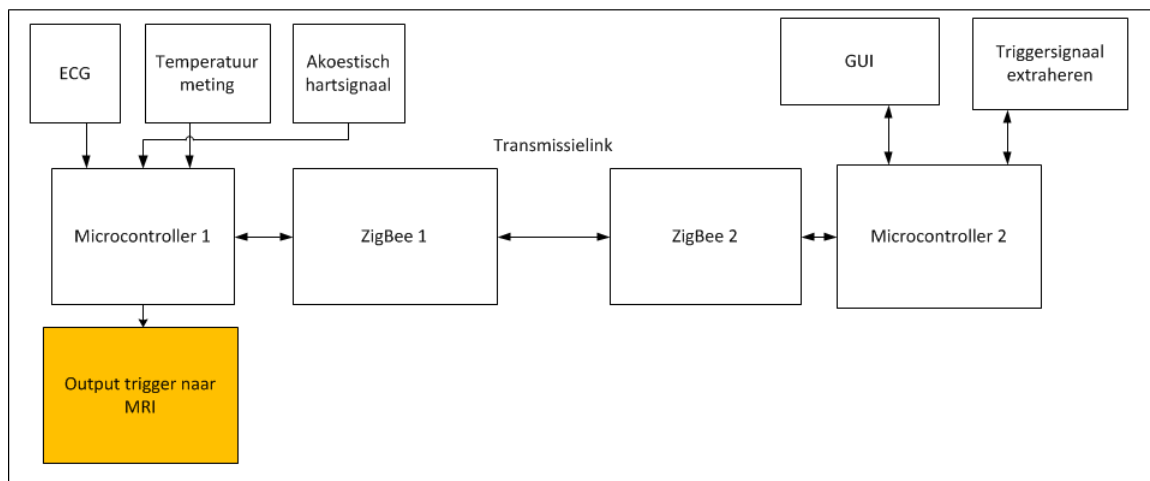 ECG
Temperatuur
meting
Akoestisch
hartsignaal
GUI
Triggersignaal
extraheren
Transmissielink
Microcontroller 1
ZigBee 1
ZigBee 2
Microcontroller 2
Output trigger naar
MRI